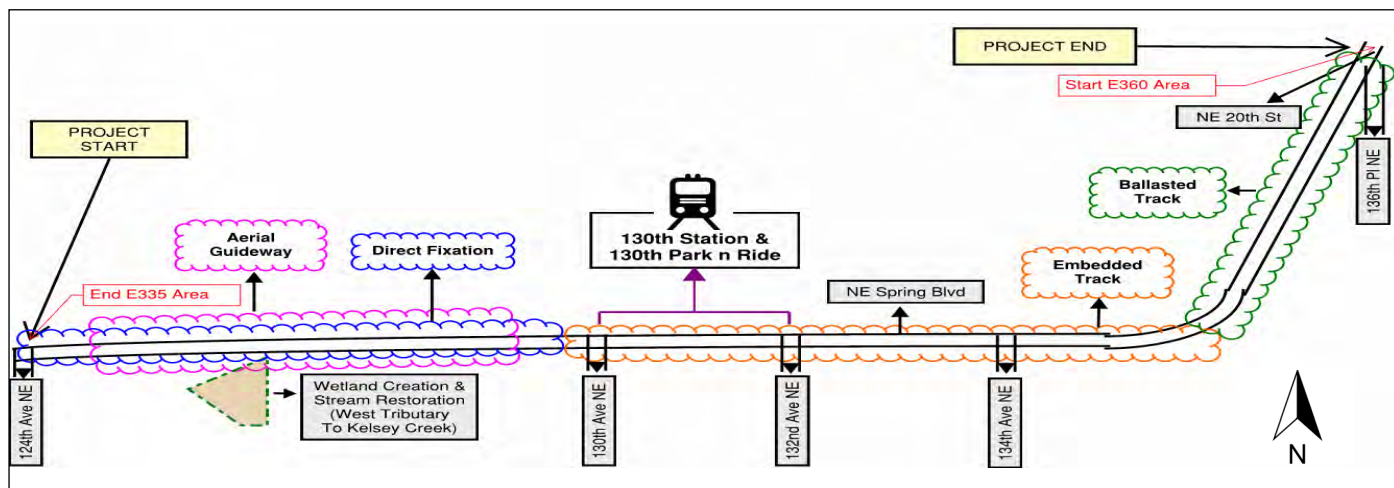 PROJECT END
Start E360 Area
NE 20th St
136th Pl NE
PROJECT
START
Ballasted
Track
130th Station &
130th Park n Ride
Aerial
Guideway
Direct Fixation
Embedded
Track
End E335 Area
NE Spring Blvd
124th Ave NE
Wetland Creation &
Stream Restoration
(West Tributary
To Kelsey Creek)
130th Ave NE
132nd Ave NE
134th Ave NE
N